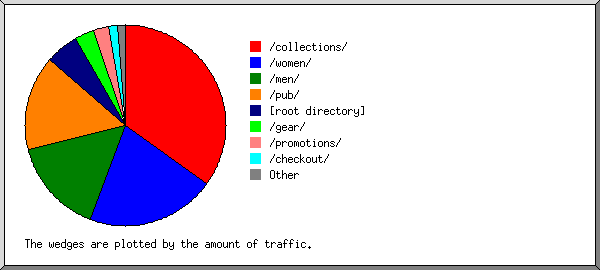 /collections/
/women/
/men/
/pub/
[root directory]
/gear/
/promotions/
/checkout/
Other
The wedges are plotted by the amount of traffic.